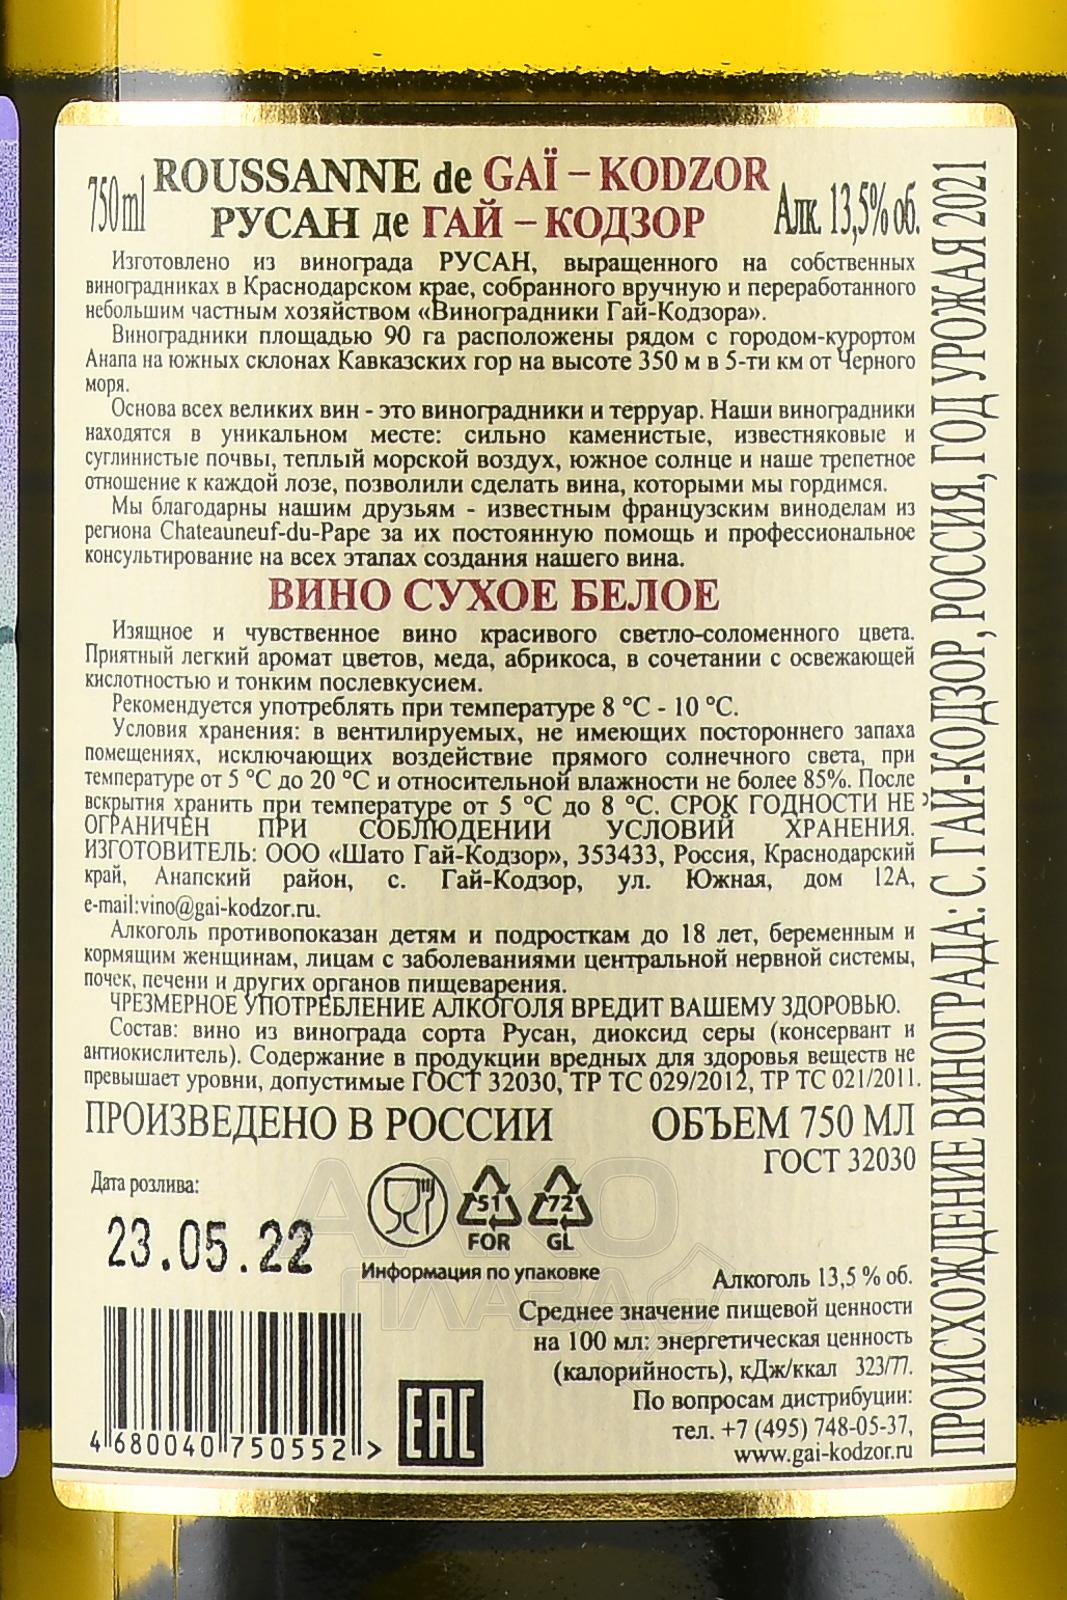 750ml
ROUSSANNE de GAÏ – KODZOR
РУСАН де ГАЙ – КОДЗОР
Алк. 13,5% об.
Изготовлено из винограда РУСАН, выращенного на собственных
виноградниках в Краснодарском крае, собранного вручную и переработанного
небольшим частным хозяйством «Виноградники Гай-Кодзора».
Виноградники площадью 90 га расположены рядом с городом-курортом
Анапа на южных склонах Кавказских гор на высоте 350 м в 5-ти км от Черного
моря.
Основа всех великих вин - это виноградники и терруар. Наши виноградники
находятся в уникальном месте: сильно каменистые, известняковые и
суглинистые почвы, теплый морской воздух, южное солнце и наше трепетное
отношение к каждой лозе, позволили сделать вина, которыми мы гордимся.
Мы благодарны нашим друзьям - известным французским виноделам из
региона Chateauneuf-du-Pape за их постоянную помощь и профессиональное
консультирование на всех этапах создания нашего вина.
ВИНО СУХОЕ БЕЛОЕ
Изящное и чувственное вино красивого светло-соломенного цвета.
Приятный легкий аромат цветов, меда, абрикоса, в сочетании с освежающей
кислотностью и тонким послевкусием.
Рекомендуется употреблять при температуре 8 °С - 10 °С.
Условия хранения: в вентилируемых, не имеющих постороннего запаха
помещениях, исключающих воздействие прямого солнечного света, при
температуре от 5 °С до 20 °С и относительной влажности не более 85%. После
вскрытия хранить при температуре от 5 °С до 8 °С. СРОК ГОДНОСТИ НЕ
ОГРАНИЧЕН ПРИ СОБЛЮДЕНИИ УСЛОВИЙ ХРАНЕНИЯ.
ИЗГОТОВИТЕЛЬ: ООО «Шато Гай-Кодзор», 353433, Россия, Краснодарский
край, Анапский район, с. Гай-Кодзор, ул. Южная, дом 12А,
e-mail:vino@gai-kodzor.ru.
Алкоголь противопоказан детям и подросткам до 18 лет, беременным и
кормящим женщинам, лицам с заболеваниями центральной нервной системы,
почек, печени и других органов пищеварения.
ЧРЕЗМЕРНОЕ УПОТРЕБЛЕНИЕ АЛКОГОЛЯ ВРЕДИТ ВАШЕМУ ЗДОРОВЬЮ.
Состав: вино из винограда сорта Русан, диоксид серы (консервант и
антиокислитель). Содержание в продукции вредных для здоровья веществ не
превышает уровни, допустимые ГОСТ 32030, ТР ТС 029/2012, ТР ТС 021/2011.
ПРОИЗВЕДЕНО В РОССИИ
ОБЪЕМ 750 МЛ
ГОСТ 32030
Дата розлива:
23.05.22
51
FOR
72
GL
Информация по упаковке
Алкоголь 13,5 % об.
Среднее значение пищевой ценности
на 100 мл: энергетическая ценность
(калорийность), кДж/ккал 323/77.
По вопросам дистрибуции:
тел. +7 (495) 748-05-37,
www.gai-kodzor.ru
4 680040 750552 >
EAC
ПРОИСХОЖДЕНИЕ ВИНОГРАДА: С. ГАЙ-КОДЗОР, РОССИЯ, ГОД УРОЖАЯ 2021
АЛКО
ПЛАЗА.ру